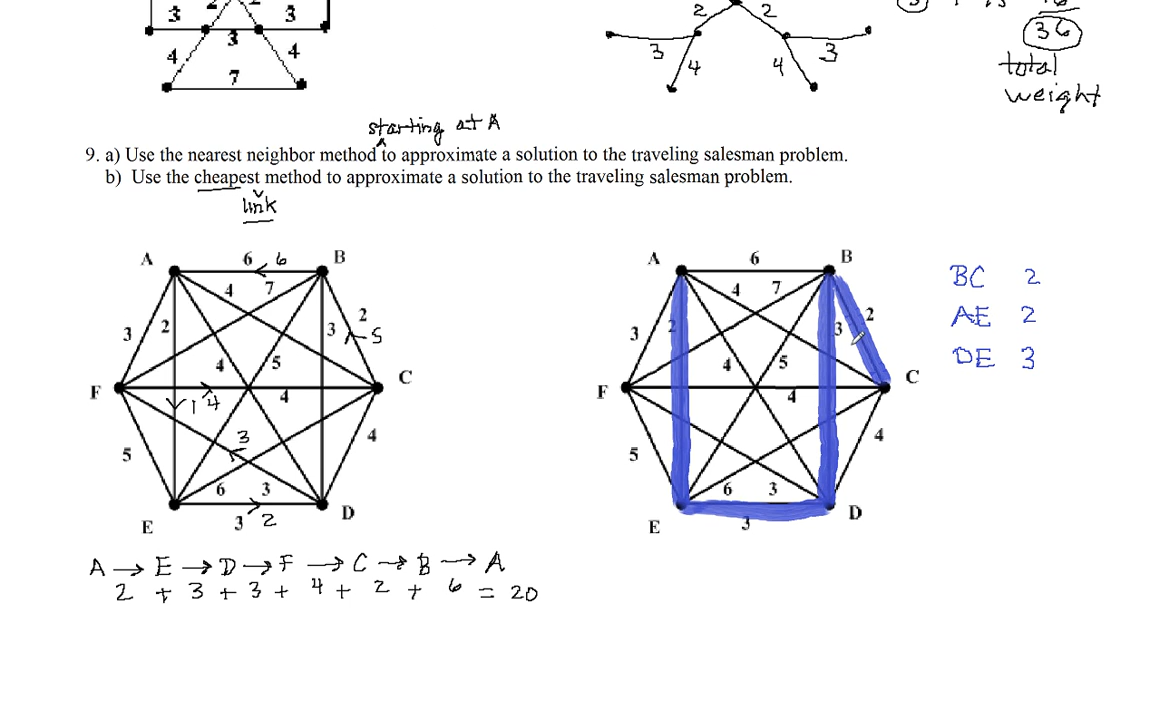 3 2 3
3
4 4
7
2 2
3 4 4 3
36
total
weight
starting at A
9. a) Use the nearest neighbor method to approximate a solution to the traveling salesman problem.
b) Use the cheapest method to approximate a solution to the traveling salesman problem.
link
A 6 6 B
4 7
3 2 3 2 5
4 5
F 1 4 4 C
3
5 4
6 3
E 3 2 D
A → E → D → F → C → B → A
2 + 3 + 3 + 4 + 2 + 6 = 20
A 6 B
4 7
3 2 3 2
4 5
F 4 C
5 4
6 3
E 3 D
BC 2
AE 2
DE 3